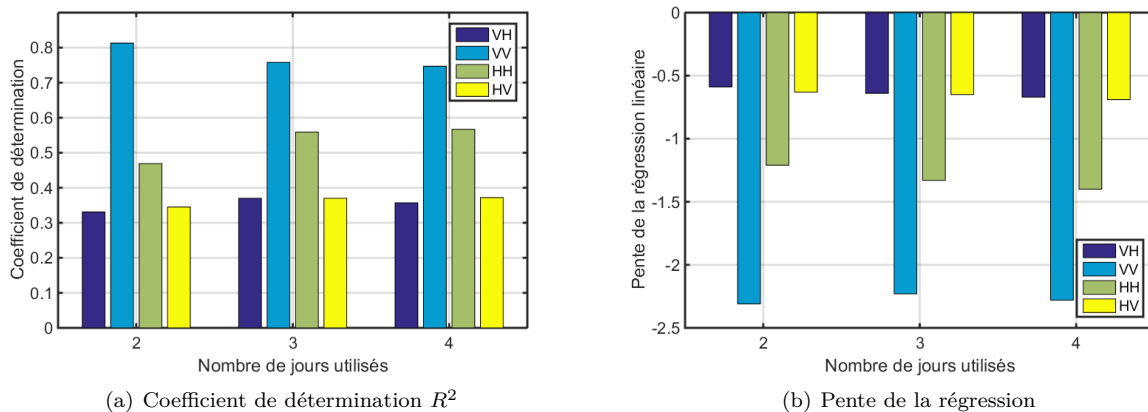 0.8
0.7
0.6
0.5
0.4
0.3
0.2
0.1
0
Coefficient de détermination
VH
VV
HH
HV
2 3 4
Nombre de jours utilisés
(a) Coefficient de détermination R²
0
-0.5
-1
-1.5
-2
-2.5
Pente de la régression linéaire
VH
VV
HH
HV
2 3 4
Nombre de jours utilisés
(b) Pente de la régression